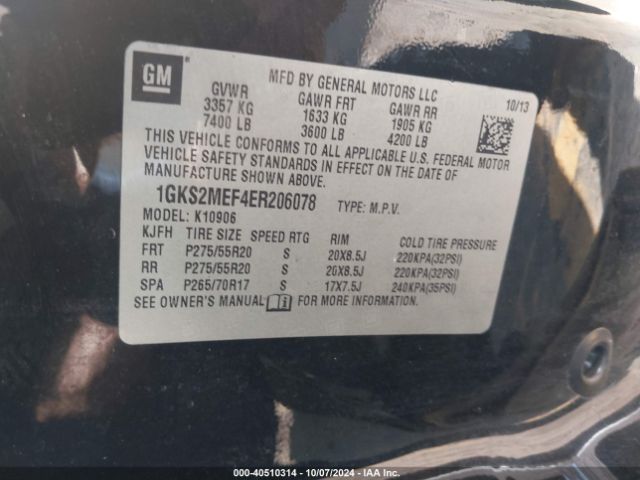 GM
MFD BY GENERAL MOTORS LLC
GVWR GAWR FRT GAWR RR 10/13
3357 KG 1633 KG 1905 KG
7400 LB 3600 LB 4200 LB
THIS VEHICLE CONFORMS TO ALL APPLICABLE U.S. FEDERAL MOTOR
VEHICLE SAFETY STANDARDS IN EFFECT ON THE DATE OF
MANUFACTURE SHOWN ABOVE.
1GKS2MEF4ER206078 TYPE: M.P.V.
MODEL: K10906
KJFH TIRE SIZE SPEED RTG RIM COLD TIRE PRESSURE
FRT P275/55R20 S 20X8.5J 220KPA(32PSI)
RR P275/55R20 S 20X8.5J 220KPA(32PSI)
SPA P265/70R17 S 17X7.5J 240KPA(35PSI)
SEE OWNER'S MANUAL FOR MORE INFORMATION.
000-40510314 - 10/07/2024 - IAA Inc.